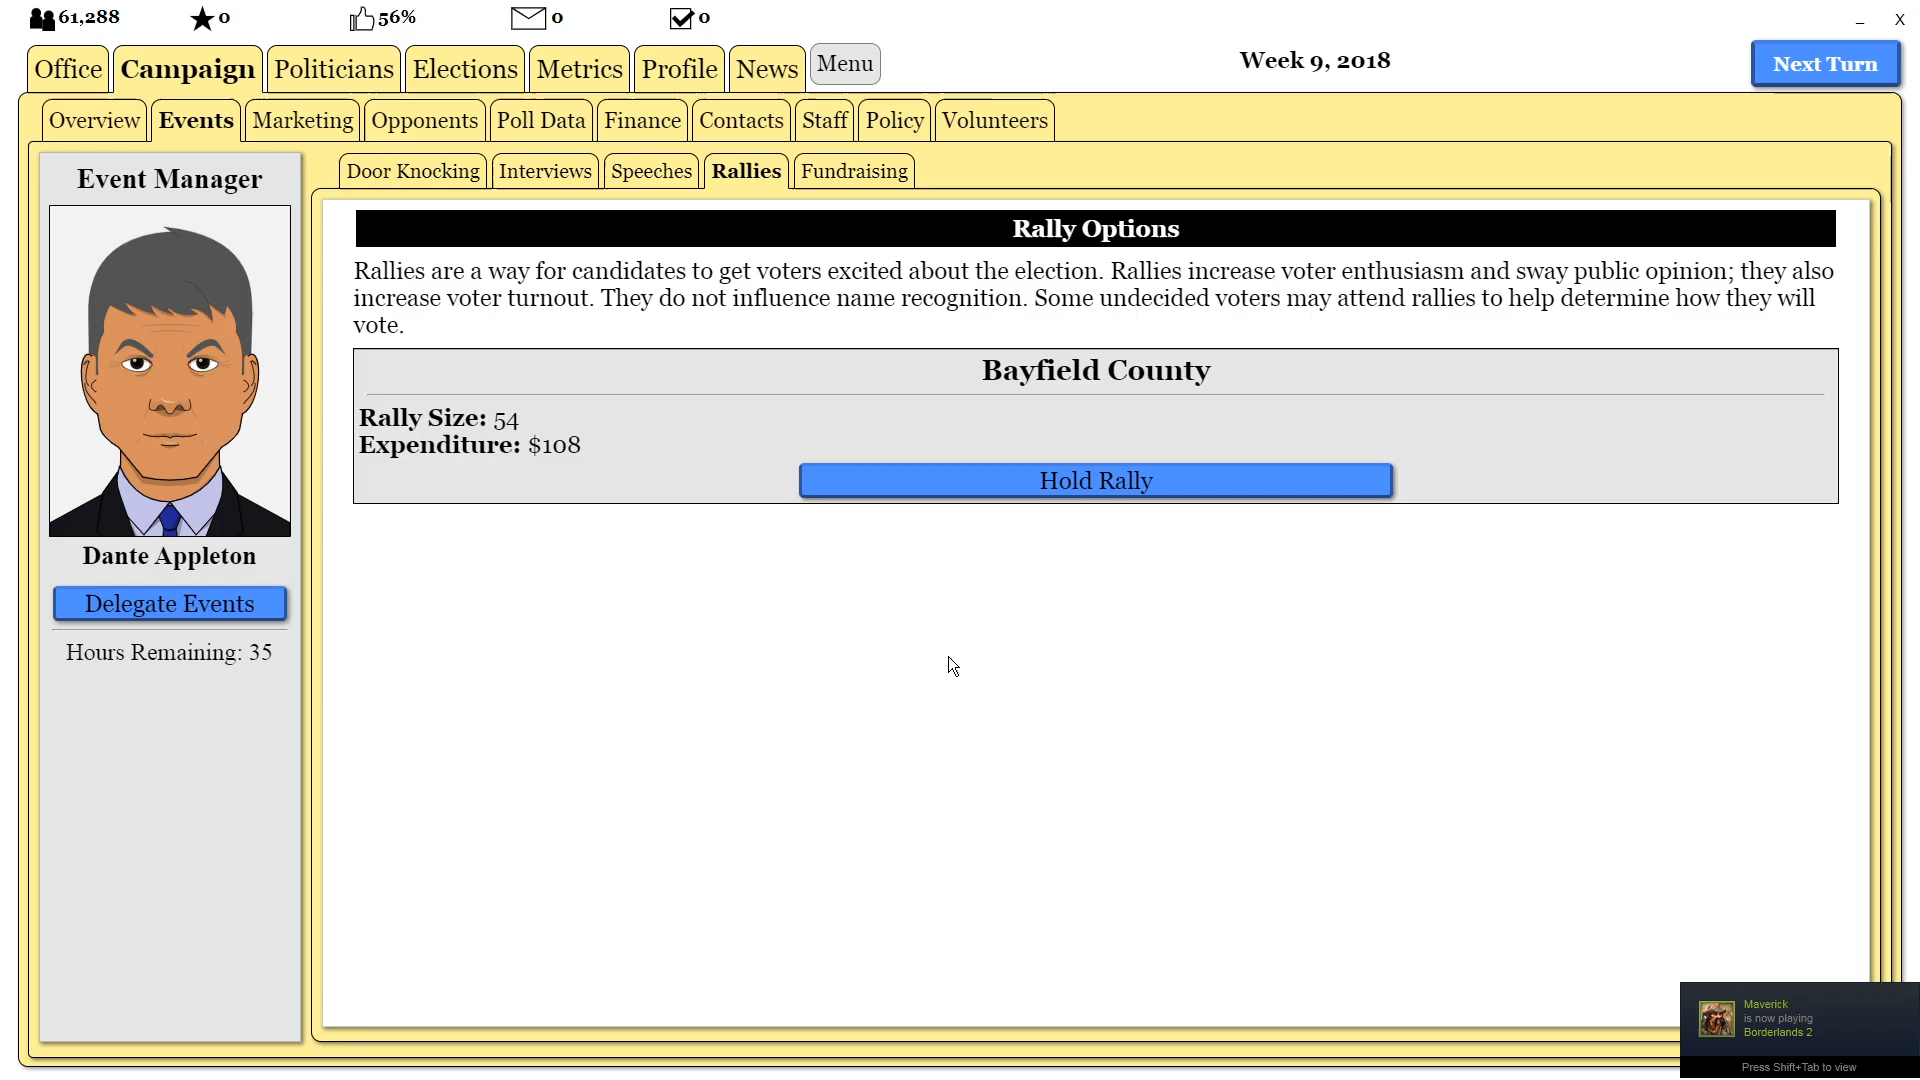 61,288 0 56% 0 0
_ X
Office Campaign Politicians Elections Metrics Profile News Menu
Week 9, 2018
Next Turn
Overview Events Marketing Opponents Poll Data Finance Contacts Staff Policy Volunteers
Event Manager
Dante Appleton
Delegate Events
Hours Remaining: 35
Door Knocking Interviews Speeches Rallies Fundraising
Rally Options
Rallies are a way for candidates to get voters excited about the election. Rallies increase voter enthusiasm and sway public opinion; they also
increase voter turnout. They do not influence name recognition. Some undecided voters may attend rallies to help determine how they will
vote.
Bayfield County
Rally Size: 54
Expenditure: $108
Hold Rally
Maverick
is now playing
Borderlands 2
Press Shift+Tab to view